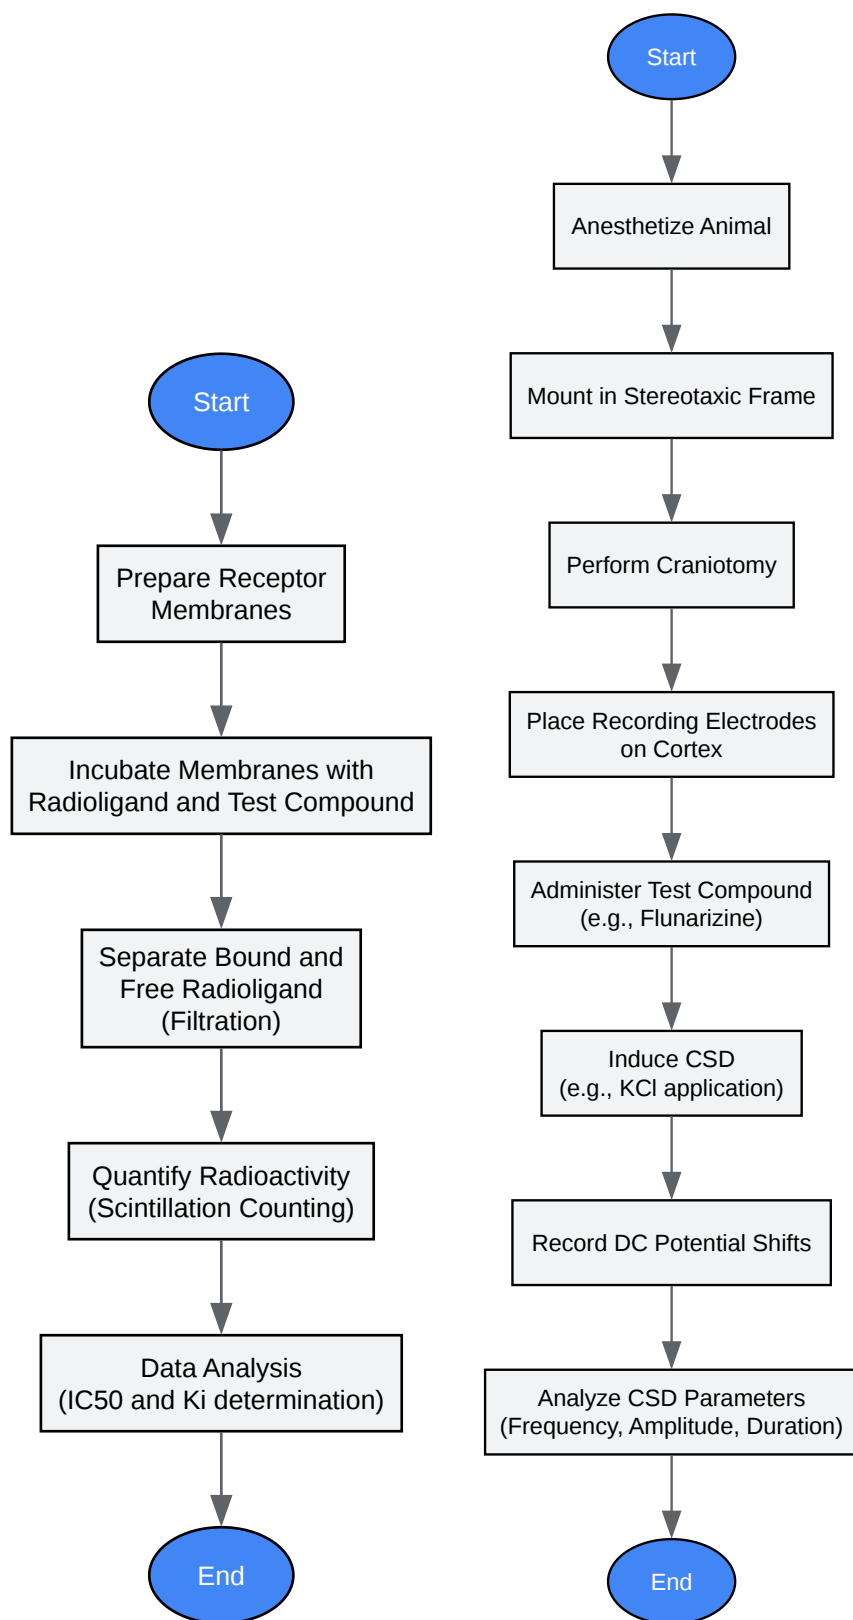 Start
Prepare Receptor
Membranes
Incubate Membranes with
Radioligand and Test Compound
Separate Bound and
Free Radioligand
(Filtration)
Quantify Radioactivity
(Scintillation Counting)
Data Analysis
(IC50 and Ki determination)
End
Start
Anesthetize Animal
Mount in Stereotaxic Frame
Perform Craniotomy
Place Recording Electrodes
on Cortex
Administer Test Compound
(e.g., Flunarizine)
Induce CSD
(e.g., KCl application)
Record DC Potential Shifts
Analyze CSD Parameters
(Frequency, Amplitude, Duration)
End